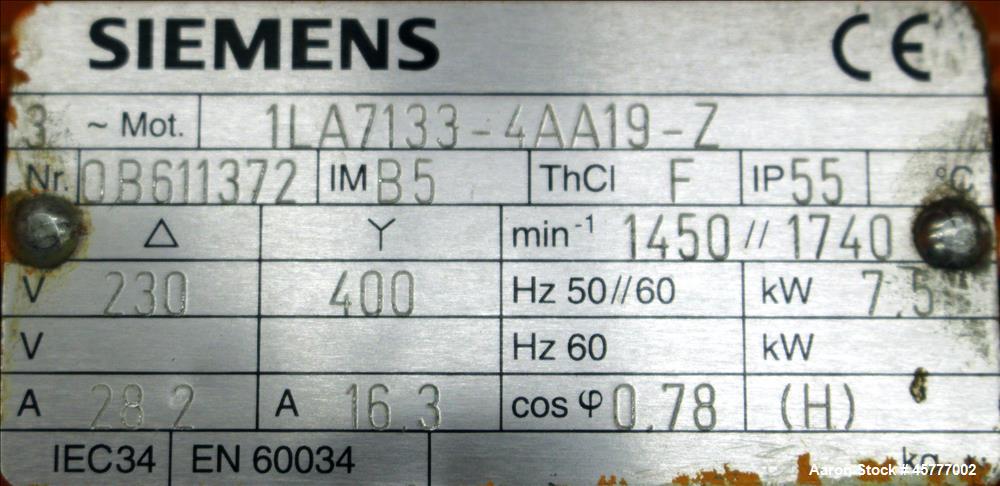 SIEMENS CE
3 ~ Mot. 1LA7133-4AA19-Z
Nr. 0B611372 IM B5 ThCl F IP55 °C
△ Y min⁻¹ 1450 // 1740
V 230 400 Hz 50//60 kW 7.5
V Hz 60 kW
A 28.2 A 16.3 cos φ 0.78 (H)
IEC34 EN 60034 kg
Aaron Stock # 45777002